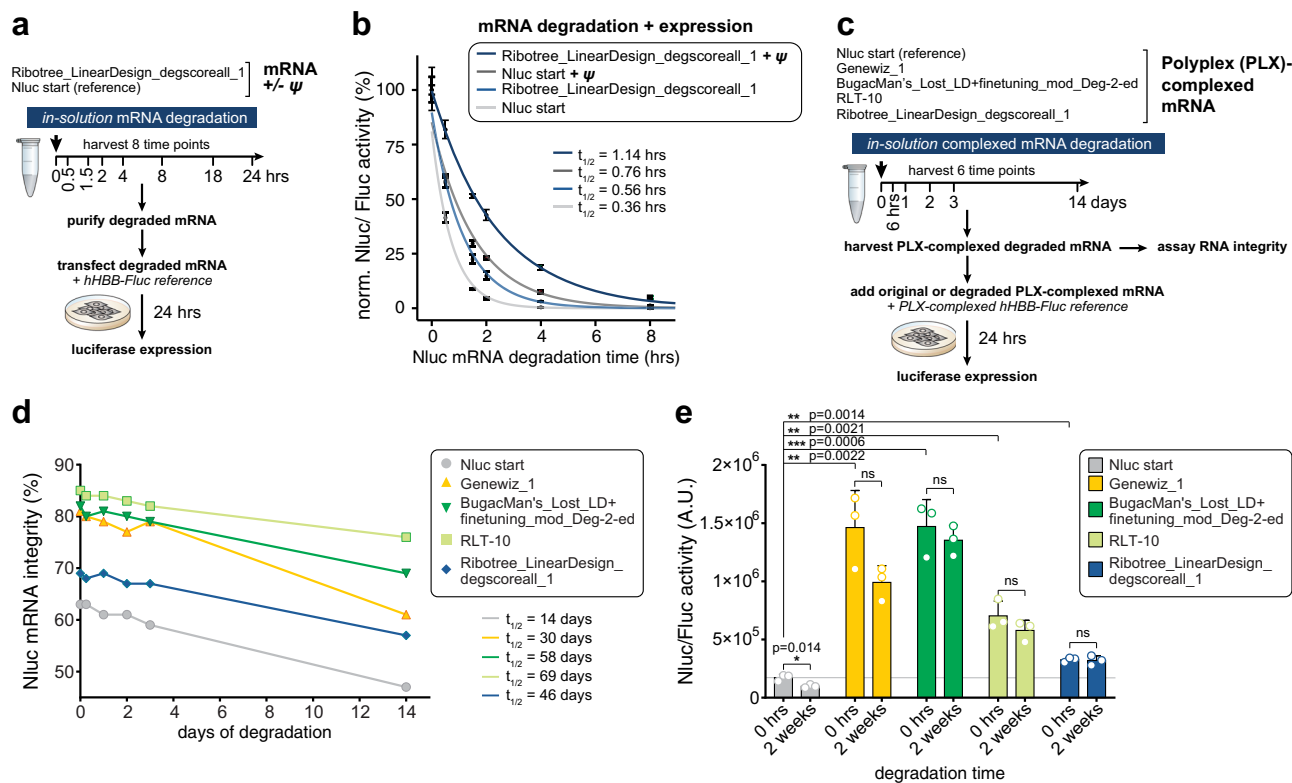 a
Ribotree_LinearDesign_degscoreall_1
Nluc start (reference)
mRNA
+/- ψ
in-solution mRNA degradation
harvest 8 time points
0 0.5 1.5 2 4 8 18 24 hrs
purify degraded mRNA
transfect degraded mRNA
+ hHBB-Fluc reference
24 hrs
luciferase expression
b
mRNA degradation + expression
Ribotree_LinearDesign_degscoreall_1 + ψ
Nluc start + ψ
Ribotree_LinearDesign_degscoreall_1
Nluc start
t1/2 = 1.14 hrs
t1/2 = 0.76 hrs
t1/2 = 0.56 hrs
t1/2 = 0.36 hrs
norm. Nluc/ Fluc activity (%)
100
75
50
25
0
0 2 4 6 8
Nluc mRNA degradation time (hrs)
c
Nluc start (reference)
Genewiz_1
BugacMan's_Lost_LD+finetuning_mod_Deg-2-ed
RLT-10
Ribotree_LinearDesign_degscoreall_1
Polyplex (PLX)-
complexed
mRNA
in-solution complexed mRNA degradation
harvest 6 time points
0 6 hrs 1 2 3 14 days
harvest PLX-complexed degraded mRNA
assay RNA integrity
add original or degraded PLX-complexed mRNA
+ PLX-complexed hHBB-Fluc reference
24 hrs
luciferase expression
d
Nluc mRNA integrity (%)
90
80
70
60
50
0 2 4 6 8 10 12 14
days of degradation
Nluc start
Genewiz_1
BugacMan's_Lost_LD+
finetuning_mod_Deg-2-ed
RLT-10
Ribotree_LinearDesign_
degscoreall_1
t1/2 = 14 days
t1/2 = 30 days
t1/2 = 58 days
t1/2 = 69 days
t1/2 = 46 days
e
** p=0.0014
** p=0.0021
*** p=0.0006
** p=0.0022
Nluc/Fluc activity (A.U.)
2×10⁶
1.5×10⁶
1×10⁶
5×10⁵
0
p=0.014
*
ns
ns
ns
ns
0 hrs
2 weeks
0 hrs
2 weeks
0 hrs
2 weeks
0 hrs
2 weeks
0 hrs
2 weeks
degradation time
Nluc start
Genewiz_1
BugacMan's_Lost_LD+
finetuning_mod_Deg-2-ed
RLT-10
Ribotree_LinearDesign_
degscoreall_1